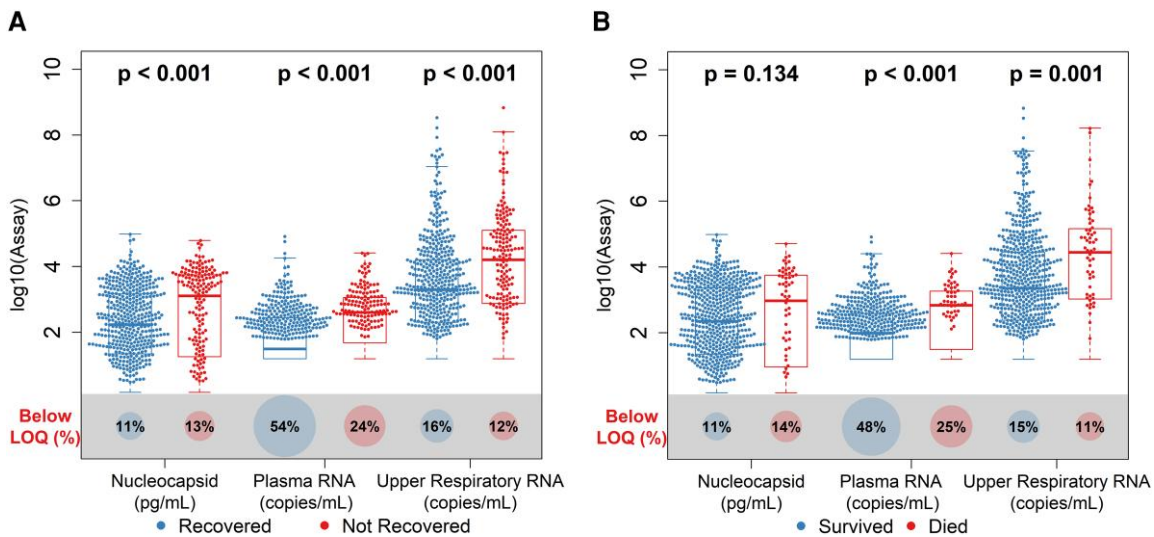 A
p < 0.001 p < 0.001 p < 0.001
10
8
6
4
2
log10(Assay)
Below
LOQ (%)
11% 13% 54% 24% 16% 12%
Nucleocapsid Plasma RNA Upper Respiratory RNA
(pg/mL) (copies/mL) (copies/mL)
Recovered Not Recovered
B
p = 0.134 p < 0.001 p = 0.001
10
8
6
4
2
log10(Assay)
Below
LOQ (%)
11% 14% 48% 25% 15% 11%
Nucleocapsid Plasma RNA Upper Respiratory RNA
(pg/mL) (copies/mL) (copies/mL)
Survived Died